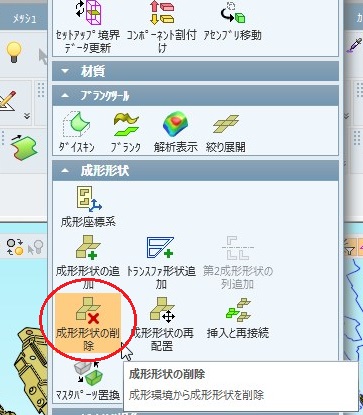 ﾒｯｼｭ
セットアップ境界
データ更新
コンポーネント割付
け
アセンブリ移動
材質
ブランクツール
ダイスキン
ブランク
解析表示
絞り展開
成形形状
成形座標系
成形形状の追
加
トランスファ形状追
加
第2成形形状の
列追加
成形形状の削
除
成形形状の再
配置
挿入と再接続
マスタパーツ置換
成形形状の削除
成形環境から成形形状を削除